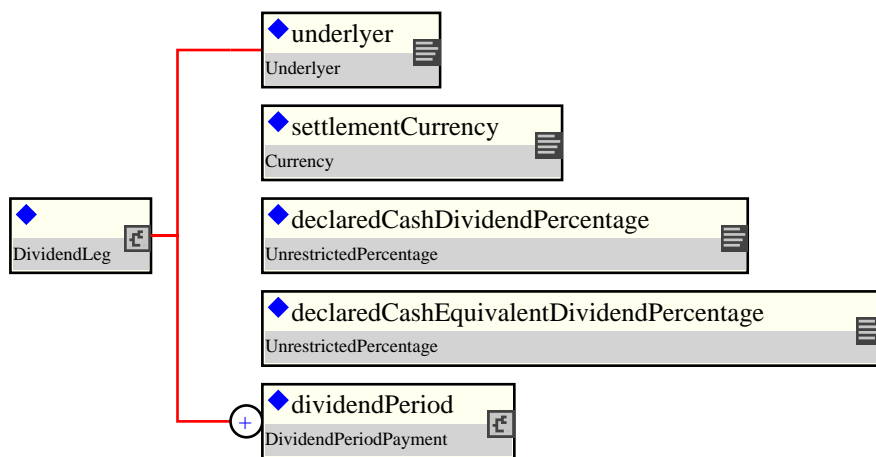 underlyer
Underlyer
settlementCurrency
Currency
DividendLeg
declaredCashDividendPercentage
UnrestrictedPercentage
declaredCashEquivalentDividendPercentage
UnrestrictedPercentage
+
dividendPeriod
DividendPeriodPayment